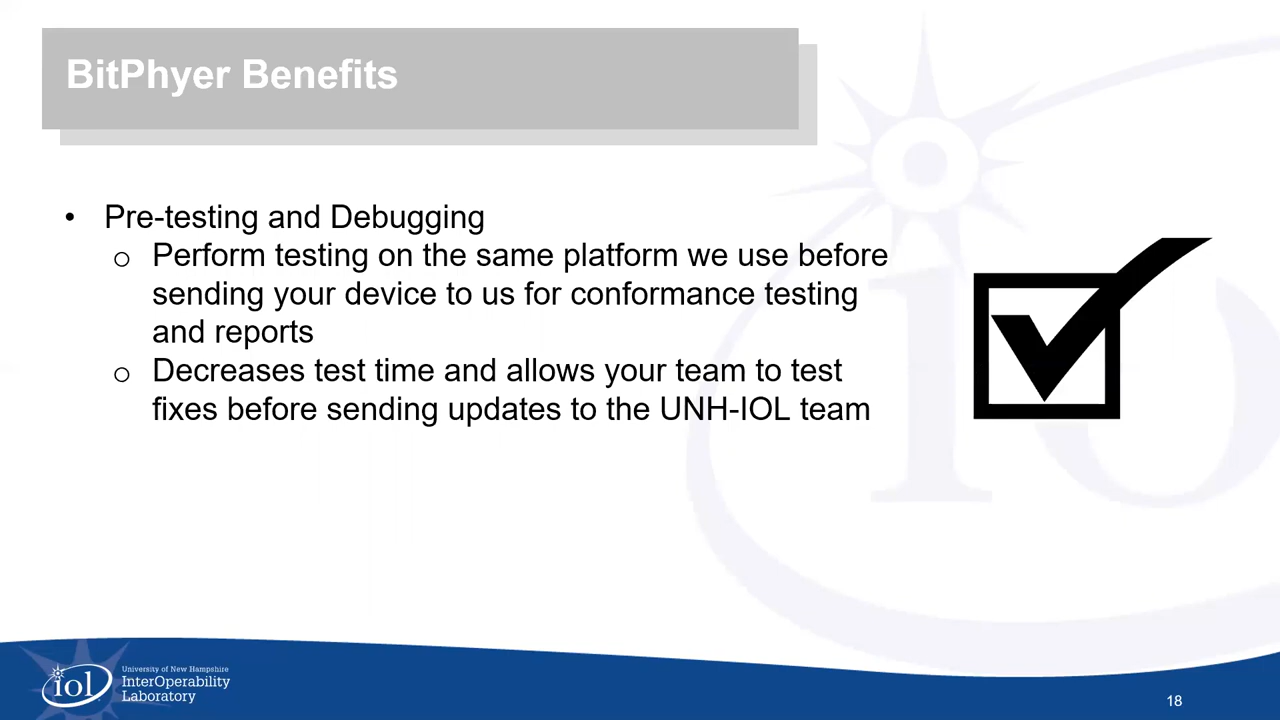 BitPhyer Benefits
• Pre-testing and Debugging
o Perform testing on the same platform we use before
sending your device to us for conformance testing
and reports
o Decreases test time and allows your team to test
fixes before sending updates to the UNH-IOL team
iol
University of New Hampshire
InterOperability
Laboratory
18